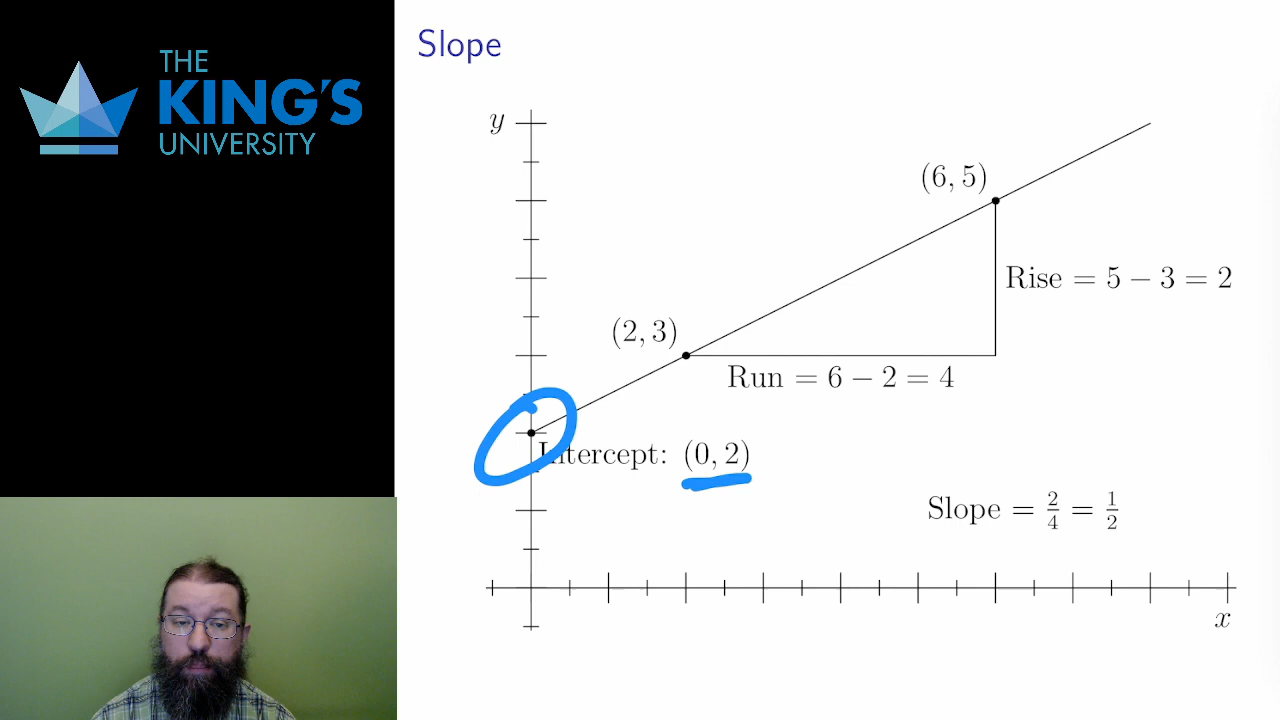 THE
KING'S
UNIVERSITY
Slope
y
(6, 5)
Rise = 5 − 3 = 2
(2, 3)
Run = 6 − 2 = 4
Intercept: (0, 2)
Slope = 2/4 = 1/2
x